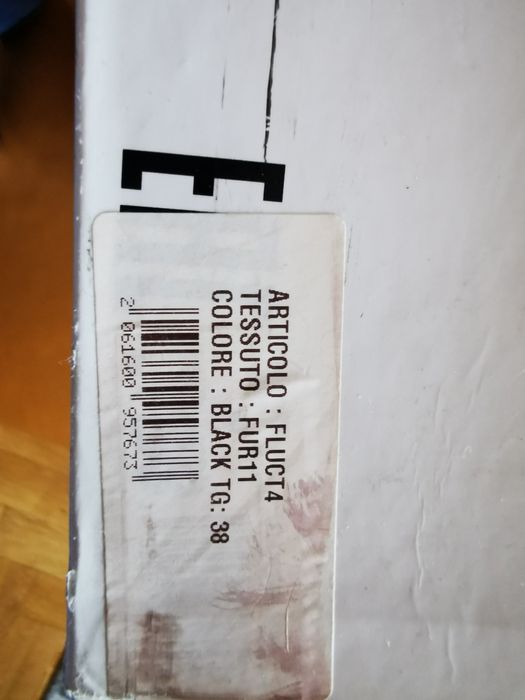 ARTICOLO : FLUCT4
TESSUTO : FUR11
COLORE : BLACK TG: 38
2 061600 957673